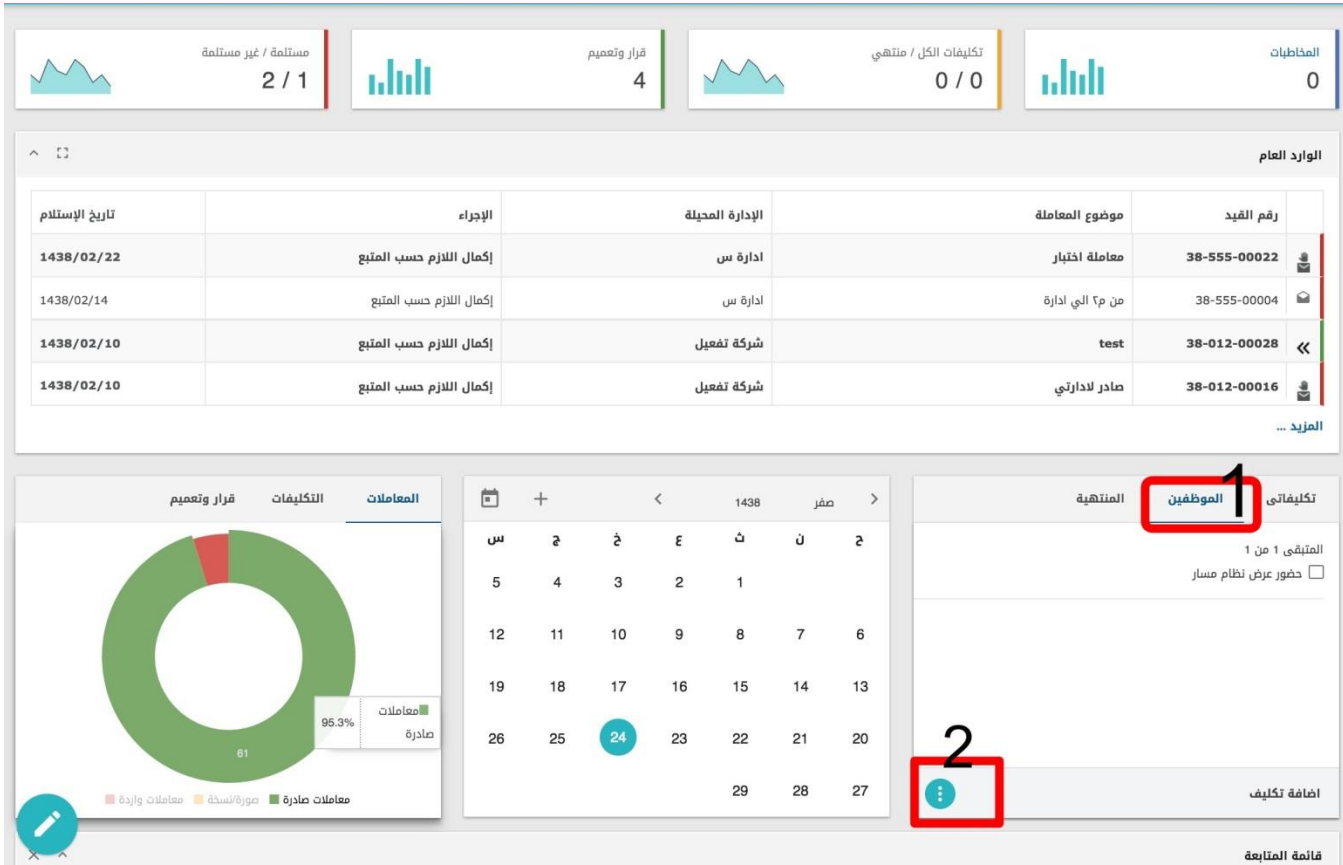 المخاطبات
0
تكليفات الكل / منتهي
0 / 0
قرار وتعميم
4
مستلمة / غير مستلمة
2 / 1
الوارد العام
رقم القيد موضوع المعاملة الإدارة المحيلة الإجراء تاريخ الإستلام
38-555-00022 معاملة اختبار ادارة س إكمال اللازم حسب المتبع 1438/02/22
38-555-00004 من م٢ الي ادارة ادارة س إكمال اللازم حسب المتبع 1438/02/14
38-012-00028 test شركة تفعيل إكمال اللازم حسب المتبع 1438/02/10
38-012-00016 صادر لادارتي شركة تفعيل إكمال اللازم حسب المتبع 1438/02/10
المزيد ...
تكليفاتى الموظفين المنتهية
1
المتبقى 1 من 1
حضور عرض نظام مسار
2
اضافة تكليف
صفر 1438
ح ن ث ع خ ج س
1 2 3 4 5
6 7 8 9 10 11 12
13 14 15 16 17 18 19
20 21 22 23 24 25 26
27 28 29
المعاملات التكليفات قرار وتعميم
معاملات صادرة 95.3%
61
معاملات صادرة صورة/نسخة معاملات واردة
قائمة المتابعة